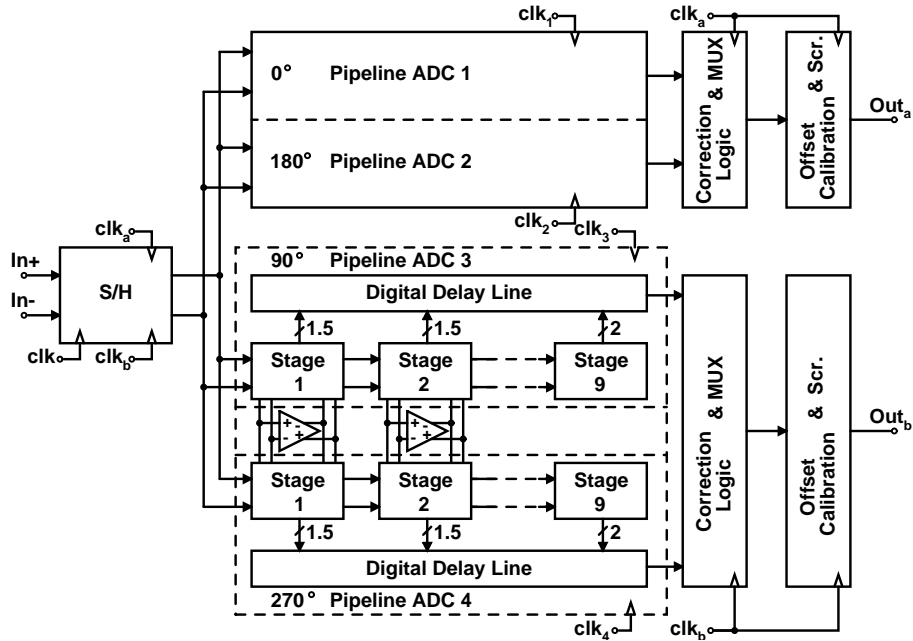 clk₁
clkₐ
0° Pipeline ADC 1
180° Pipeline ADC 2
Correction & MUX
Logic
Offset & Scr.
Calibration
Outₐ
clk₂
clk₃
clkₐ
In+
In-
S/H
clk
clk_b
90° Pipeline ADC 3
Digital Delay Line
1.5
1.5
2
Stage
1
Stage
2
Stage
9
+ -
- +
+ -
- +
Stage
1
Stage
2
Stage
9
1.5
1.5
2
Digital Delay Line
270° Pipeline ADC 4
clk₄
Correction & MUX
Logic
Offset & Scr.
Calibration
Out_b
clk_b